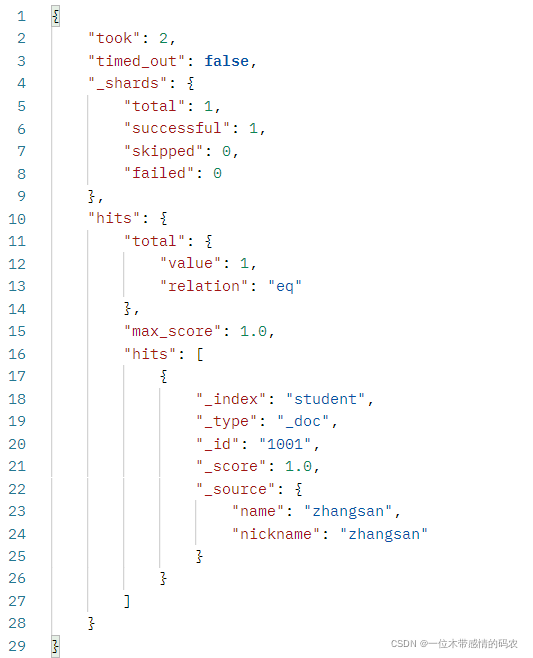 1 {
2 "took": 2,
3 "timed_out": false,
4 "_shards": {
5 "total": 1,
6 "successful": 1,
7 "skipped": 0,
8 "failed": 0
9 },
10 "hits": {
11 "total": {
12 "value": 1,
13 "relation": "eq"
14 },
15 "max_score": 1.0,
16 "hits": [
17 {
18 "_index": "student",
19 "_type": "_doc",
20 "_id": "1001",
21 "_score": 1.0,
22 "_source": {
23 "name": "zhangsan",
24 "nickname": "zhangsan"
25 }
26 }
27 ]
28 }
29 }
CSDN @一位木带感情的码农